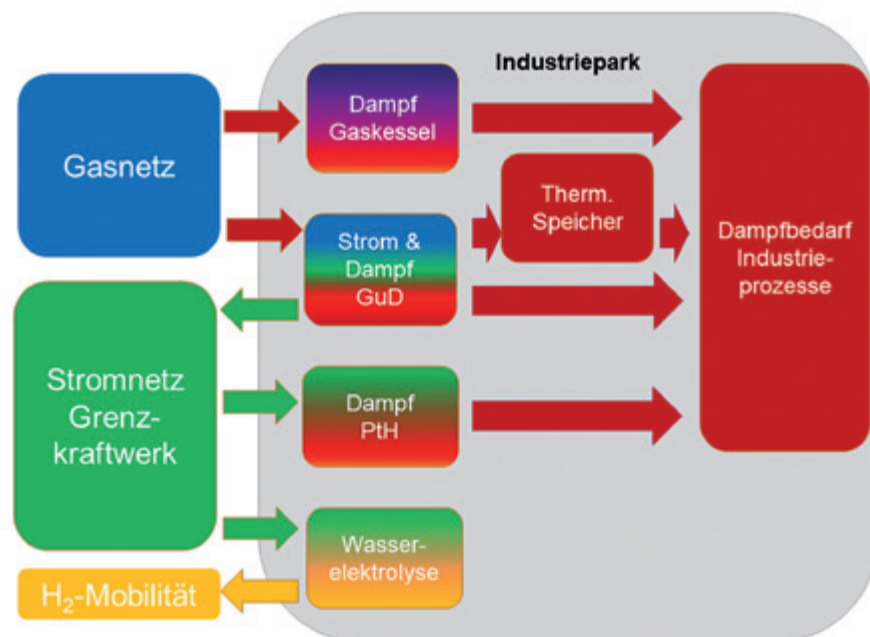 Industriepark
Gasnetz
Dampf
Gaskessel
Strom &
Dampf
GuD
Therm.
Speicher
Dampfbedarf
Industrie-
prozesse
Stromnetz
Grenz-
kraftwerk
Dampf
PtH
Wasser-
elektrolyse
H₂-Mobilität